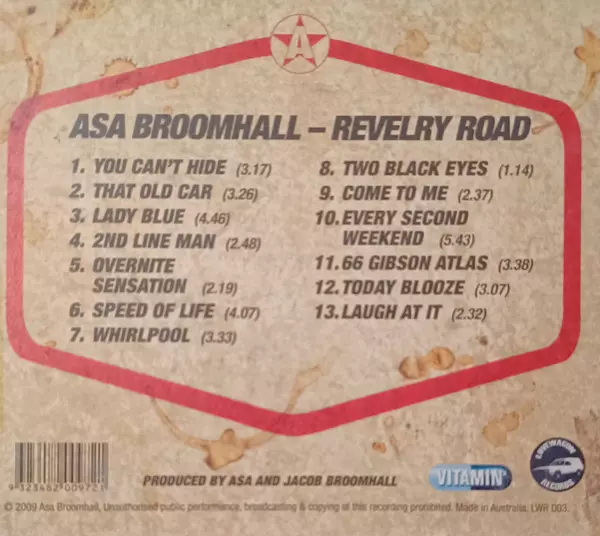 A
ASA BROOMHALL – REVELRY ROAD
1. YOU CAN'T HIDE (3.17)
2. THAT OLD CAR (3.26)
3. LADY BLUE (4.46)
4. 2ND LINE MAN (2.48)
5. OVERNITE
SENSATION (2.19)
6. SPEED OF LIFE (4.07)
7. WHIRLPOOL (3.33)
8. TWO BLACK EYES (1.14)
9. COME TO ME (2.37)
10. EVERY SECOND
WEEKEND (5.43)
11. 66 GIBSON ATLAS (3.38)
12. TODAY BLOOZE (3.07)
13. LAUGH AT IT (2.32)
9 323482 009721
PRODUCED BY ASA AND JACOB BROOMHALL
VITAMIN
LOVEWAGON
RECORDS
© 2009 Asa Broomhall, Unauthorised public performance, broadcasting & copying of this recording prohibited. Made in Australia. LWR 003.